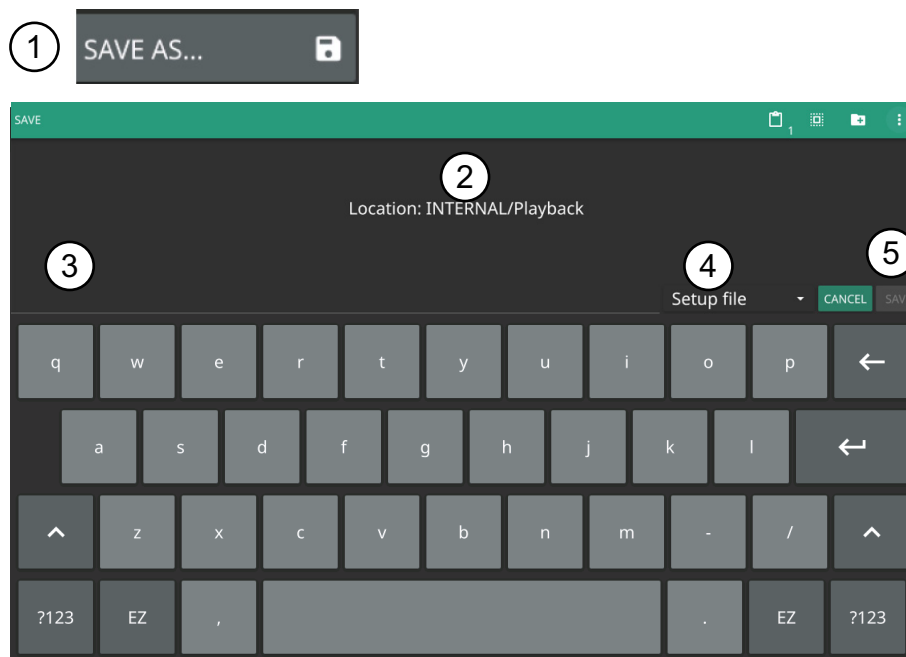 1 SAVE AS...
SAVE 1
2
Location: INTERNAL/Playback
3 4 5
Setup file CANCEL SAV
q w e r t y u i o p
a s d f g h j k l
z x c v b n m - /
?123 EZ , . EZ ?123